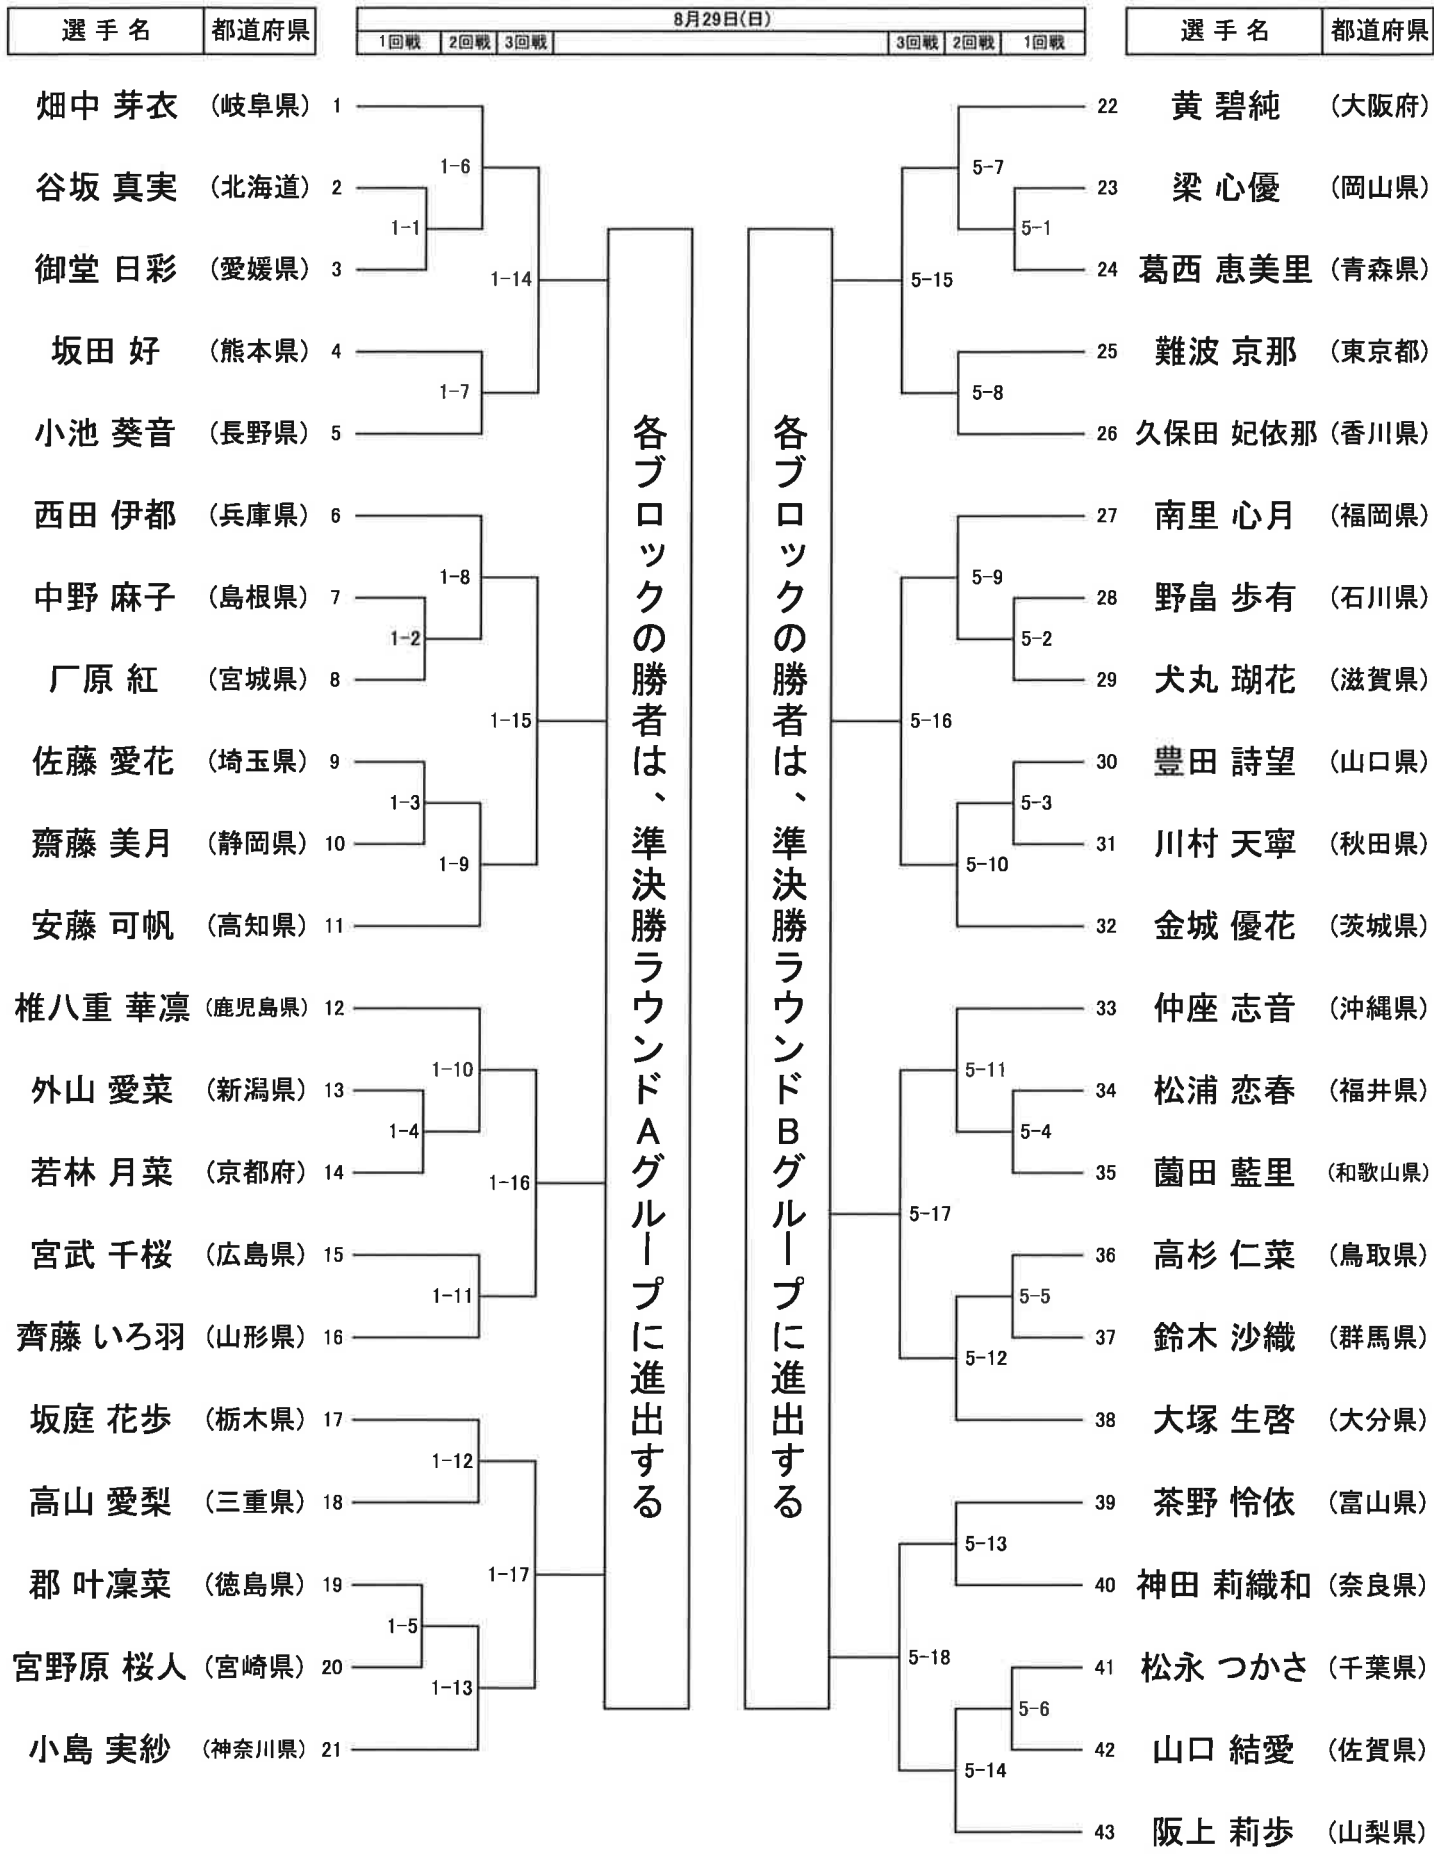 選手名 都道府県 8月29日(日) 選手名 都道府県
1回戦 2回戦 3回戦 3回戦 2回戦 1回戦
畑中 芽衣 (岐阜県) 1 22 黄 碧純 (大阪府)
1-6 5-7
谷坂 真実 (北海道) 2 23 梁 心優 (岡山県)
1-1 5-1
御堂 日彩 (愛媛県) 3 24 葛西 恵美里 (青森県)
1-14 5-15
坂田 好 (熊本県) 4 25 難波 京那 (東京都)
1-7 5-8
小池 葵音 (長野県) 5 26 久保田 妃依那 (香川県)
西田 伊都 (兵庫県) 6 27 南里 心月 (福岡県)
1-8 5-9
中野 麻子 (島根県) 7 28 野畠 歩有 (石川県)
1-2 5-2
厂原 紅 (宮城県) 8 29 犬丸 瑚花 (滋賀県)
1-15 5-16
佐藤 愛花 (埼玉県) 9 30 豊田 詩望 (山口県)
1-3 5-3
齋藤 美月 (静岡県) 10 31 川村 天寧 (秋田県)
1-9 5-10
安藤 可帆 (高知県) 11 32 金城 優花 (茨城県)
椎八重 華凛 (鹿児島県) 12 33 仲座 志音 (沖縄県)
1-10 5-11
外山 愛菜 (新潟県) 13 34 松浦 恋春 (福井県)
1-4 5-4
若林 月菜 (京都府) 14 35 薗田 藍里 (和歌山県)
1-16 5-17
宮武 千桜 (広島県) 15 36 高杉 仁菜 (鳥取県)
1-11 5-5
齊藤 いろ羽 (山形県) 16 37 鈴木 沙織 (群馬県)
5-12
坂庭 花歩 (栃木県) 17 38 大塚 生啓 (大分県)
1-12
高山 愛梨 (三重県) 18 39 茶野 怜依 (富山県)
1-17 5-13
郡 叶凜菜 (徳島県) 19 40 神田 莉織和 (奈良県)
1-5 5-18
宮野原 桜人 (宮崎県) 20 41 松永 つかさ (千葉県)
1-13 5-6
小島 実紗 (神奈川県) 21 42 山口 結愛 (佐賀県)
5-14
43 阪上 莉歩 (山梨県)
各ブロックの勝者は、準決勝ラウンドAグループに進出する
各ブロックの勝者は、準決勝ラウンドBグループに進出する